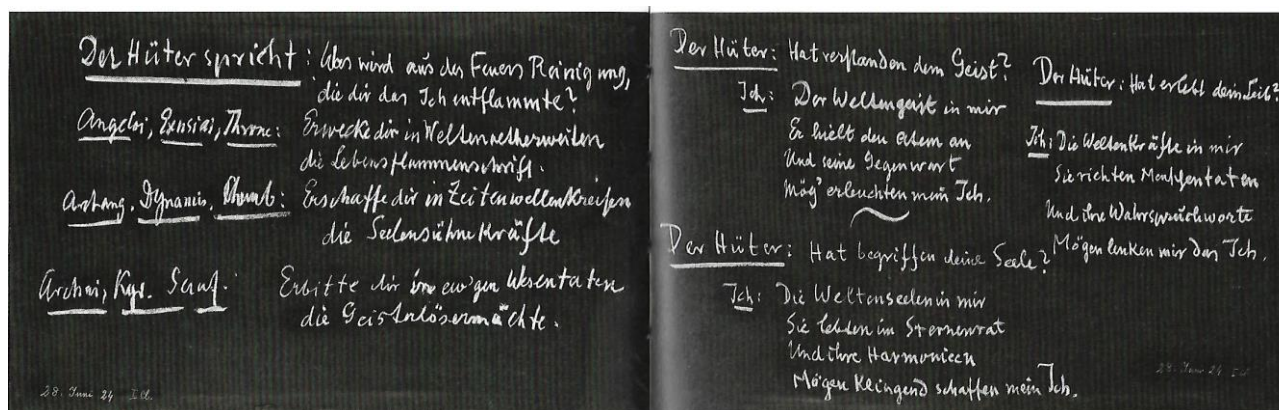 Der Hüter spricht: Was wird aus des Feuers Reinigung,
die dir das Ich entflammte?
Angeloi, Exusiai, Throne: Erwecke dir in Weltenaetherweiten
die Lebensflammenschrift.
Archang. Dynamis, Cherub: Erschaffe dir in Zeitenwellenkreisen
die Seelensühnekräfte
Archai, Kyr. Seraf. Erbitte dir im ew'gen Wesentaten
die Geisterlösermächte.
28. Juni 24 I Cl.
Der Hüter: Hat verstanden dein Geist?
Ich: Der Weltengeist in mir
Er hielt den Atem an
Und seine Gegenwart
Mög' erleuchten mein Ich.
Der Hüter: Hat begriffen deine Seele?
Ich: Die Weltenseelen in mir
Sie lebten im Sternenrat
Und ihre Harmonieen
Mögen klingend schaffen mein Ich.
Der Hüter: Hat erlebt dein Leib?
Ich: Die Weltenkräfte in mir
Sie richten Menschentaten
Und ihre Wahrspruchworte
Mögen lenken mir das Ich.
28. Juni 24 I Cl